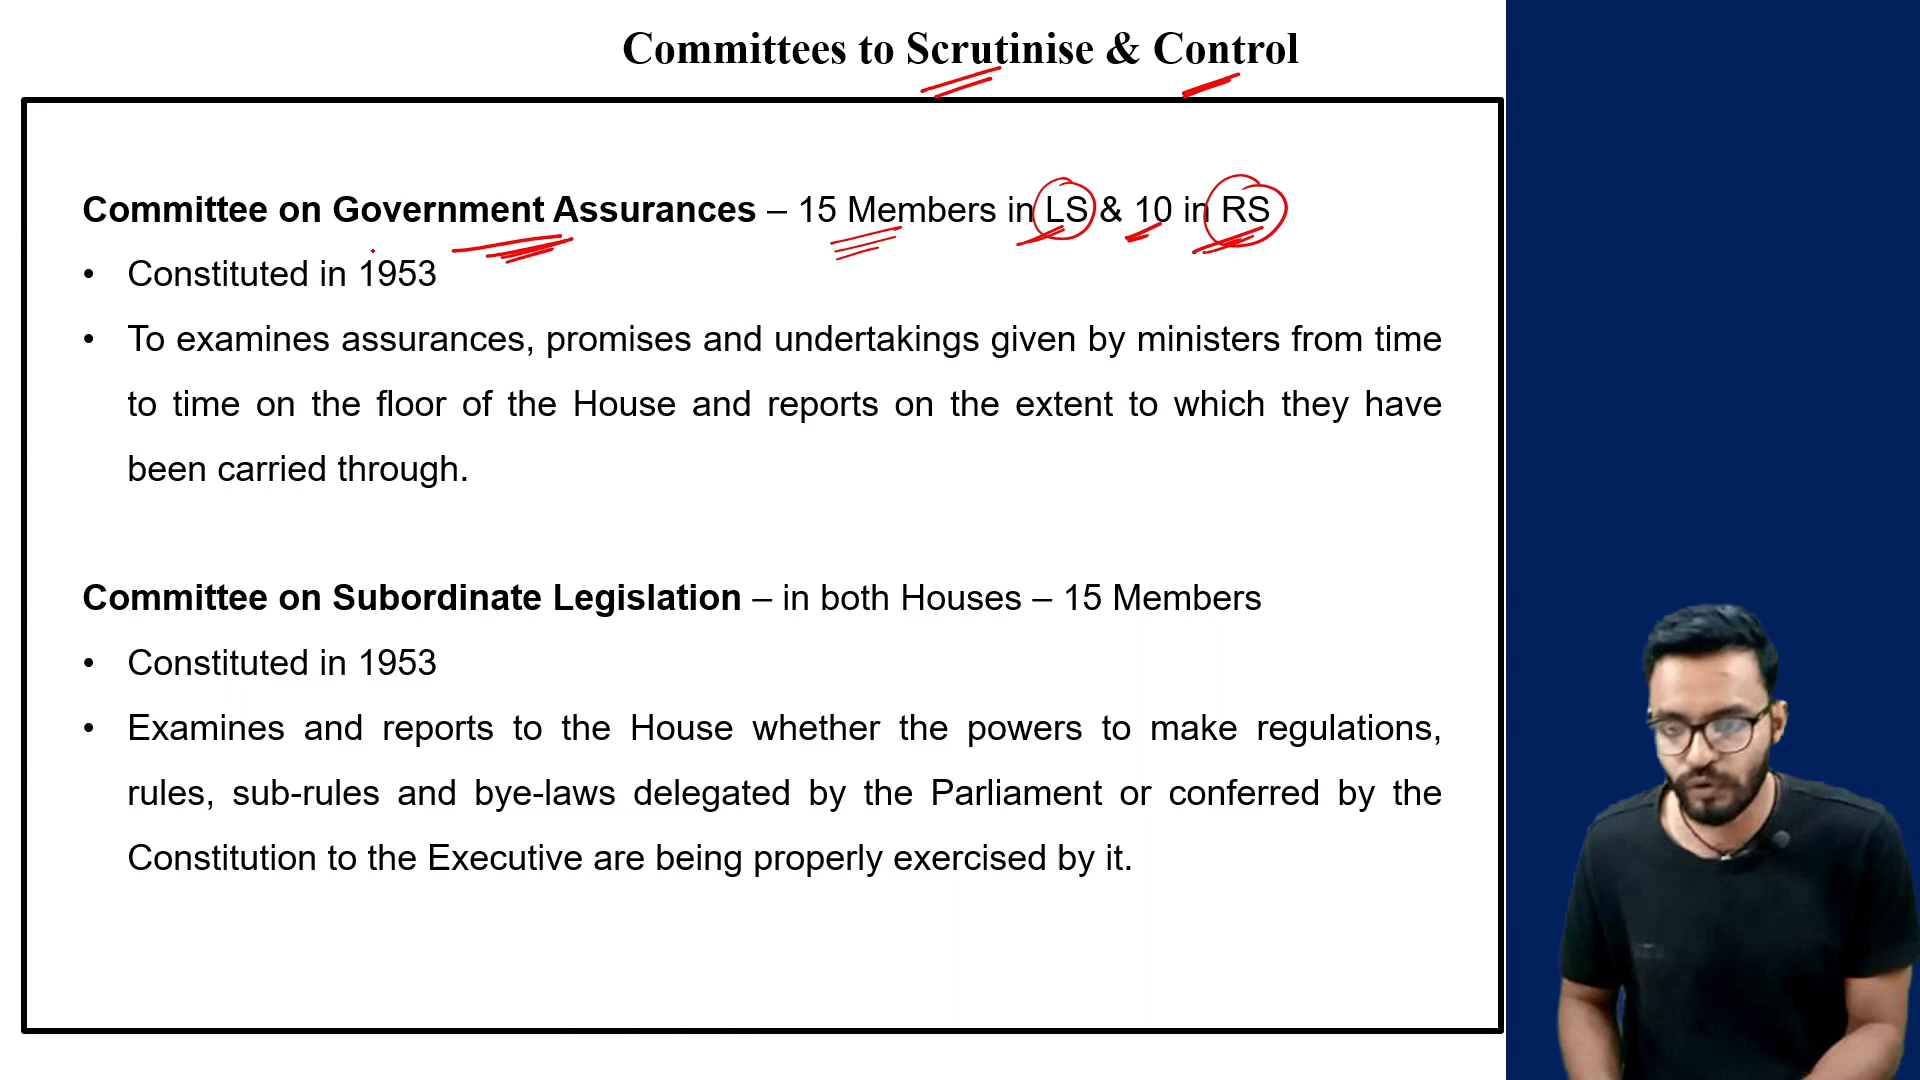 Committees to Scrutinise & Control
Committee on Government Assurances – 15 Members in LS & 10 in RS
• Constituted in 1953
• To examines assurances, promises and undertakings given by ministers from time
to time on the floor of the House and reports on the extent to which they have
been carried through.
Committee on Subordinate Legislation – in both Houses – 15 Members
• Constituted in 1953
• Examines and reports to the House whether the powers to make regulations,
rules, sub-rules and bye-laws delegated by the Parliament or conferred by the
Constitution to the Executive are being properly exercised by it.